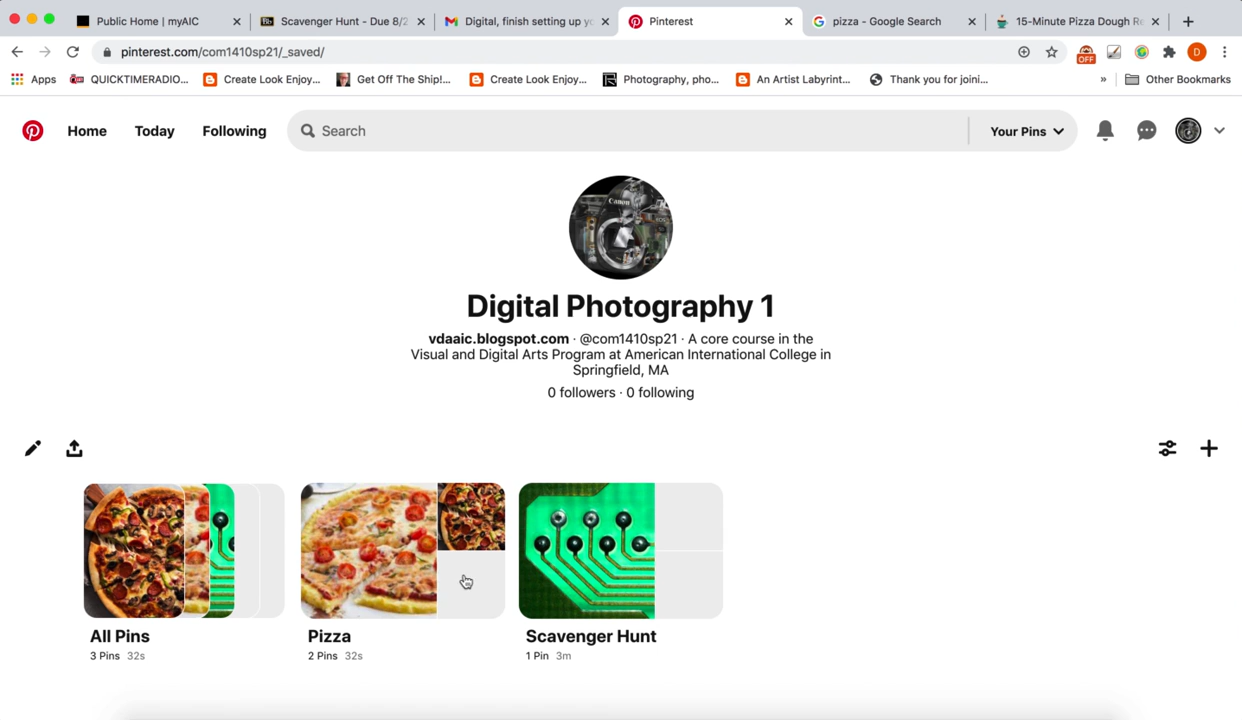 Public Home | myAIC
Scavenger Hunt - Due 8/2
Digital, finish setting up yo
Pinterest
pizza - Google Search
15-Minute Pizza Dough Re
pinterest.com/com1410sp21/_saved/
OFF
D
Apps
QUICKTIMERADIO...
Create Look Enjoy...
Get Off The Ship!...
Create Look Enjoy...
Photography, pho...
An Artist Labyrint...
Thank you for joini...
»
Other Bookmarks
Home
Today
Following
Search
Your Pins
Canon
Digital Photography 1
vdaaic.blogspot.com · @com1410sp21 · A core course in the
Visual and Digital Arts Program at American International College in
Springfield, MA
0 followers · 0 following
All Pins
3 Pins 32s
Pizza
2 Pins 32s
Scavenger Hunt
1 Pin 3m